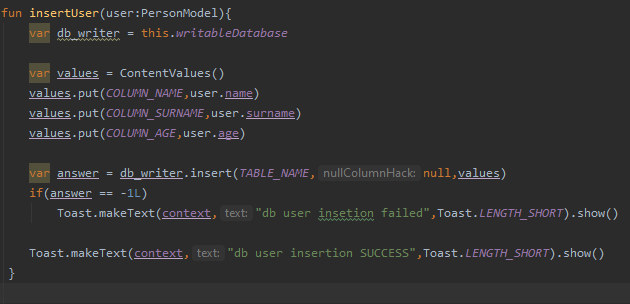 fun insertUser(user:PersonModel){
var db_writer = this.writableDatabase
var values = ContentValues()
values.put(COLUMN_NAME,user.name)
values.put(COLUMN_SURNAME,user.surname)
values.put(COLUMN_AGE,user.age)
var answer = db_writer.insert(TABLE_NAME, nullColumnHack: null,values)
if(answer == -1L)
Toast.makeText(context, text: "db user insetion failed",Toast.LENGTH_SHORT).show()
Toast.makeText(context, text: "db user insertion SUCCESS",Toast.LENGTH_SHORT).show()
}